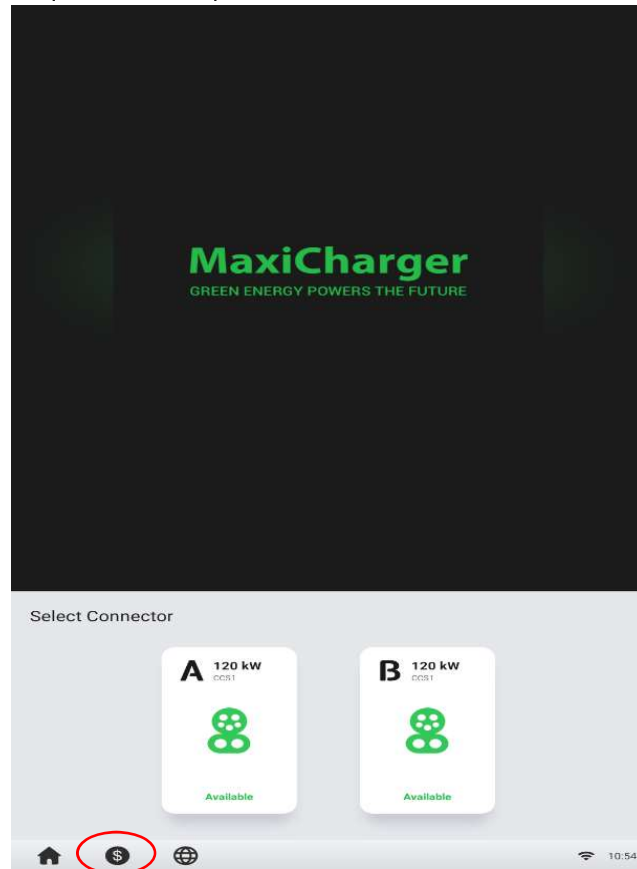 MaxiCharger
GREEN ENERGY POWERS THE FUTURE
Select Connector
A 120 kW
CCS1
Available
B 120 kW
CCS1
Available
$
10:54